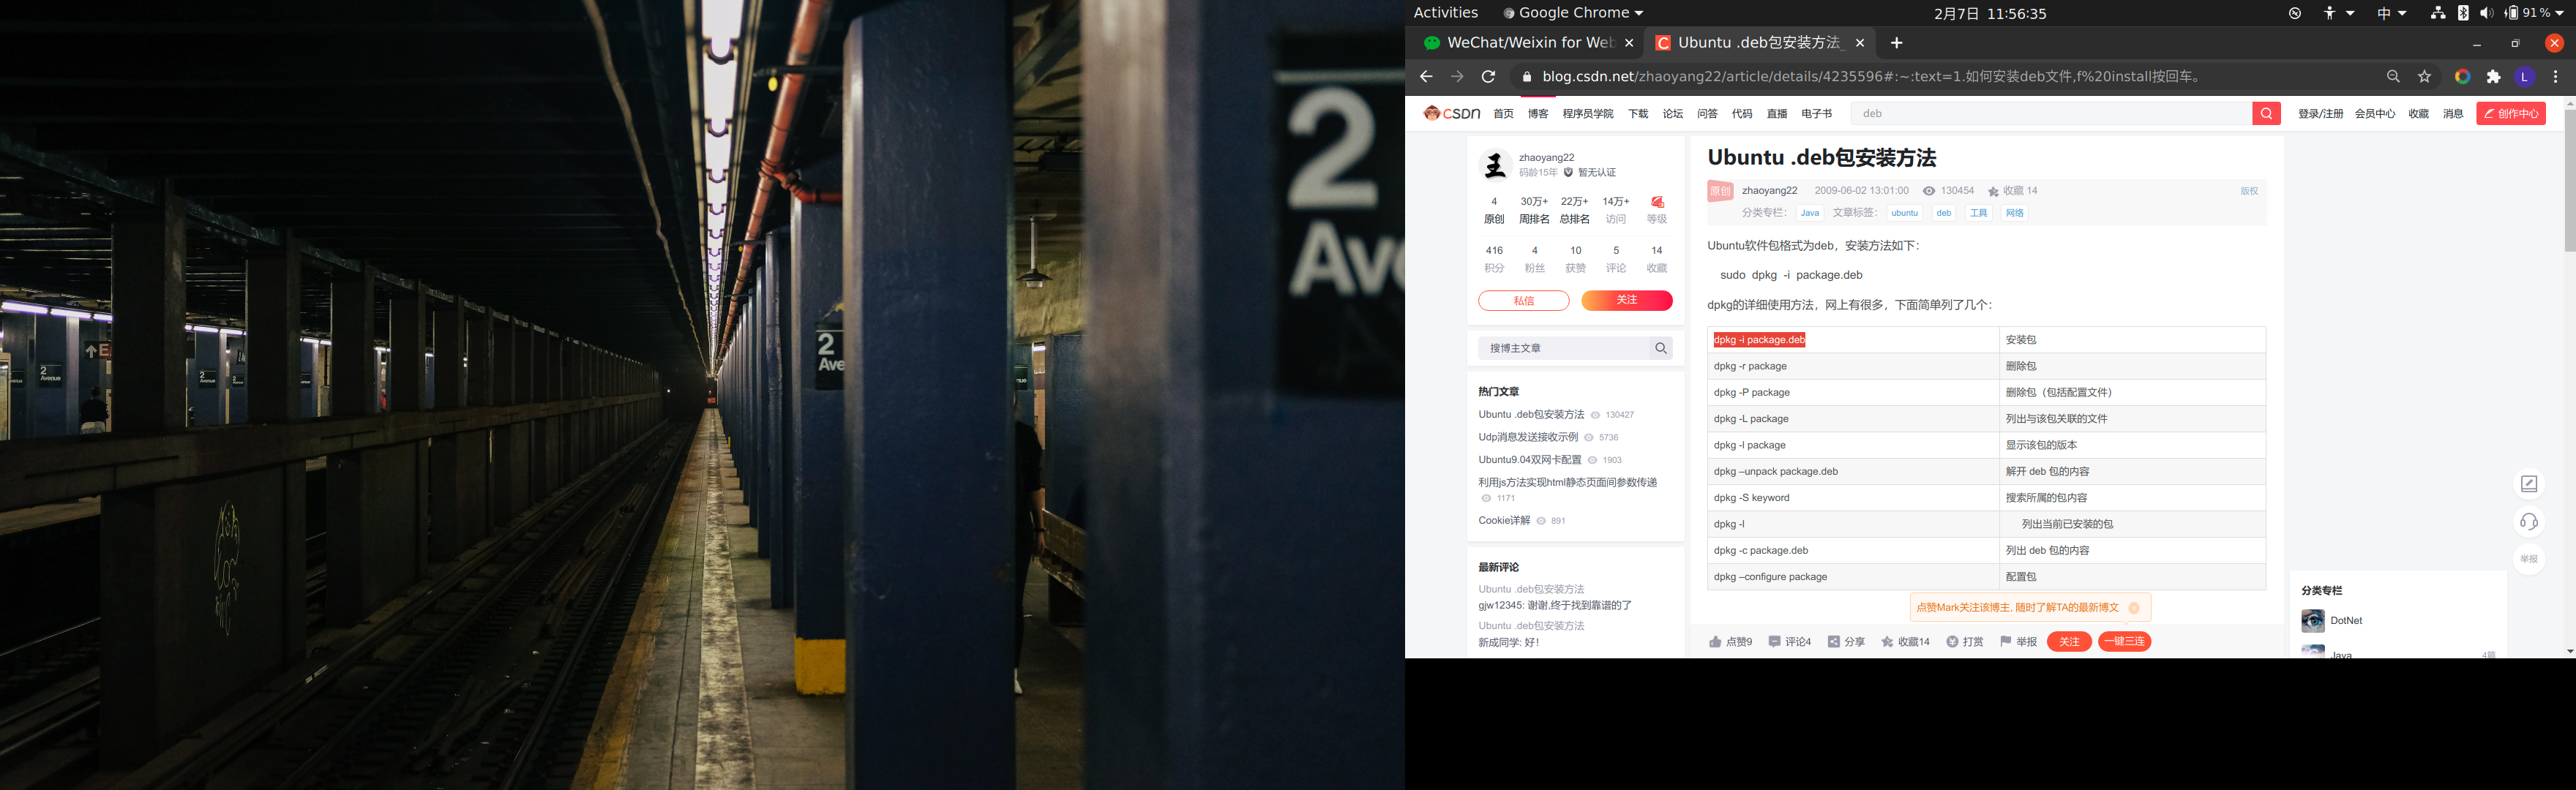 2
Ave
2
Ave
2
Avenue
2
Avenue
2
E
Activities
Google Chrome
2月7日 11:56:35
中
91 %
WeChat/Weixin for Web
Ubuntu .deb包安装方法_
blog.csdn.net/zhaoyang22/article/details/4235596#:~:text=1.如何安装deb文件,f%20install按回车。
L
CSDN
首页 博客 程序员学院 下载 论坛 问答 代码 直播 电子书
deb
登录/注册 会员中心 收藏 消息
创作中心
王
zhaoyang22
码龄15年 暂无认证
4 30万+ 22万+ 14万+
原创 周排名 总排名 访问 等级
416 4 10 5 14
积分 粉丝 获赞 评论 收藏
私信 关注
搜博主文章
热门文章
Ubuntu .deb包安装方法 130427
Udp消息发送接收示例 5736
Ubuntu9.04双网卡配置 1903
利用js方法实现html静态页面间参数传递
1171
Cookie详解 891
最新评论
Ubuntu .deb包安装方法
gjw12345: 谢谢,终于找到靠谱的了
Ubuntu .deb包安装方法
新成同学: 好！
Ubuntu .deb包安装方法
原创 zhaoyang22 2009-06-02 13:01:00 130454 收藏 14 版权
分类专栏： Java 文章标签： ubuntu deb 工具 网络
Ubuntu软件包格式为deb，安装方法如下：
sudo dpkg -i package.deb
dpkg的详细使用方法，网上有很多，下面简单列了几个：
dpkg -i package.deb 安装包
dpkg -r package 删除包
dpkg -P package 删除包（包括配置文件）
dpkg -L package 列出与该包关联的文件
dpkg -l package 显示该包的版本
dpkg –unpack package.deb 解开 deb 包的内容
dpkg -S keyword 搜索所属的包内容
dpkg -l 列出当前已安装的包
dpkg -c package.deb 列出 deb 包的内容
dpkg –configure package 配置包
点赞Mark关注该博主, 随时了解TA的最新博文
点赞9 评论4 分享 收藏14 打赏 举报 关注 一键三连
举报
分类专栏
DotNet
Java 4篇